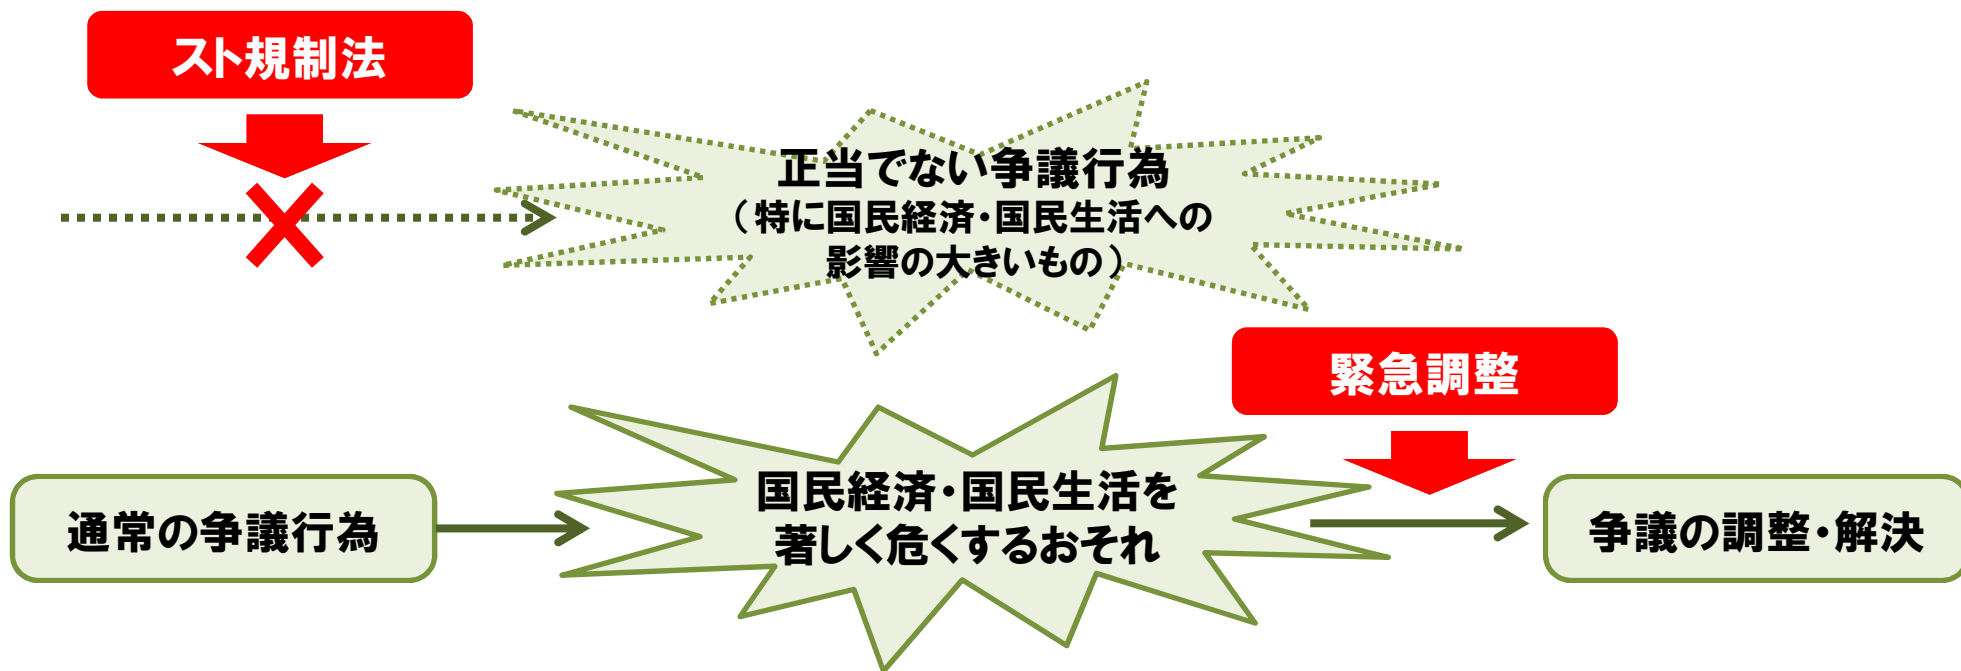 スト規制法
正当でない争議行為
（特に国民経済・国民生活への
影響の大きいもの）
緊急調整
通常の争議行為
国民経済・国民生活を
著しく危くするおそれ
争議の調整・解決